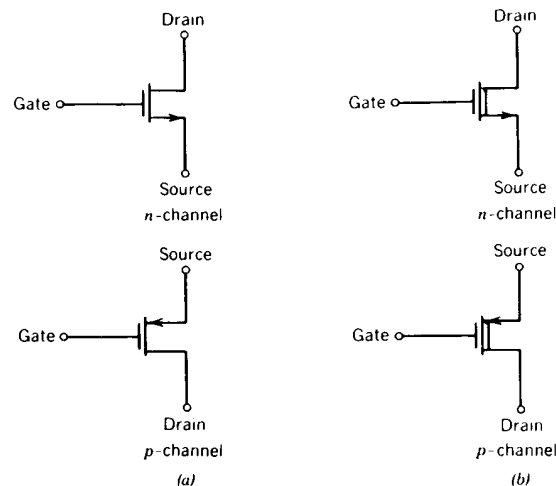 Drain
Drain
Gate
Gate
Source
Source
n-channel
n-channel
Source
Source
Gate
Gate
Drain
Drain
p-channel
p-channel
(a)
(b)